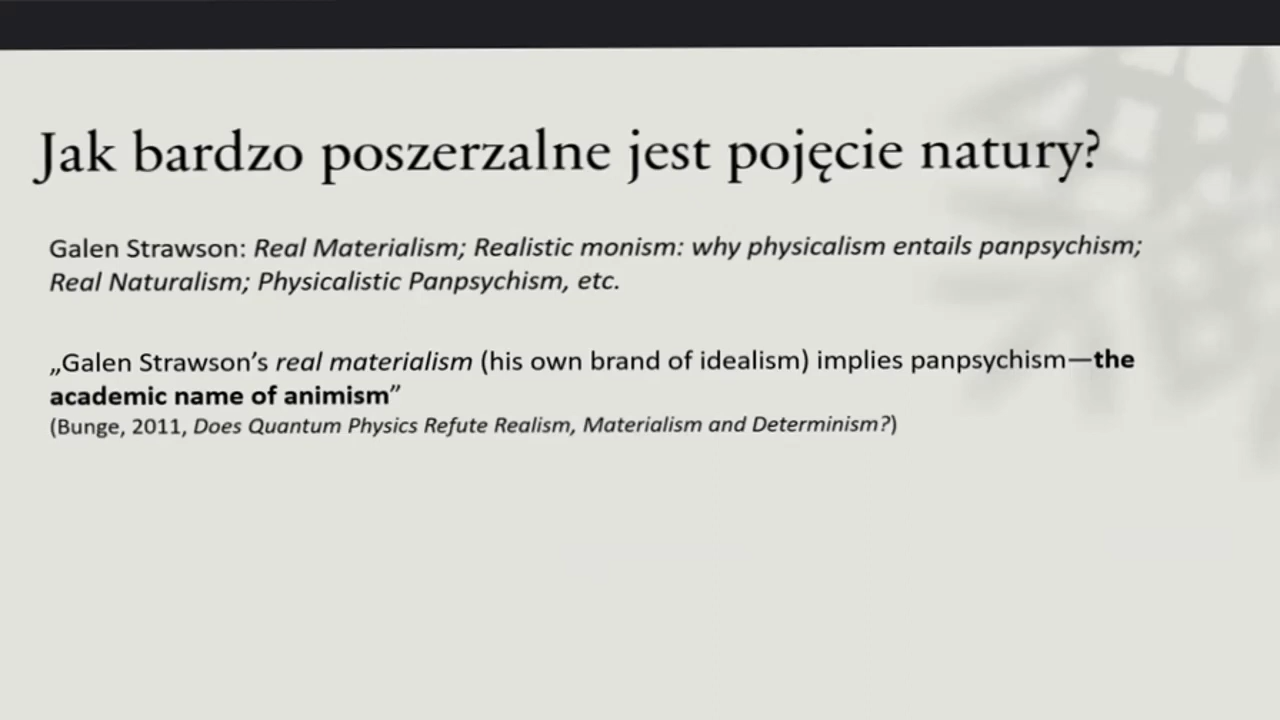 Jak bardzo poszerzalne jest pojęcie natury?
Galen Strawson: Real Materialism; Realistic monism: why physicalism entails panpsychism;
Real Naturalism; Physicalistic Panpsychism, etc.
„Galen Strawson’s real materialism (his own brand of idealism) implies panpsychism—the
academic name of animism”
(Bunge, 2011, Does Quantum Physics Refute Realism, Materialism and Determinism?)